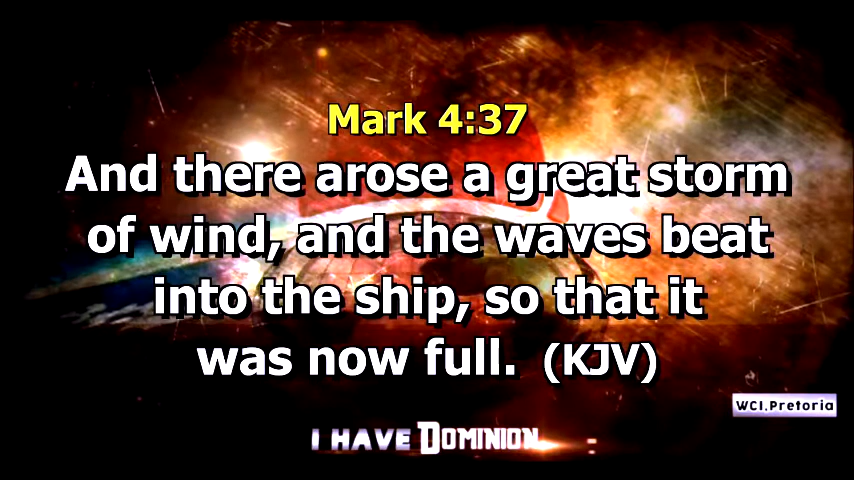 Mark 4:37
And there arose a great storm
of wind, and the waves beat
into the ship, so that it
was now full. (KJV)
WCI.Pretoria
I HAVE DOMINION